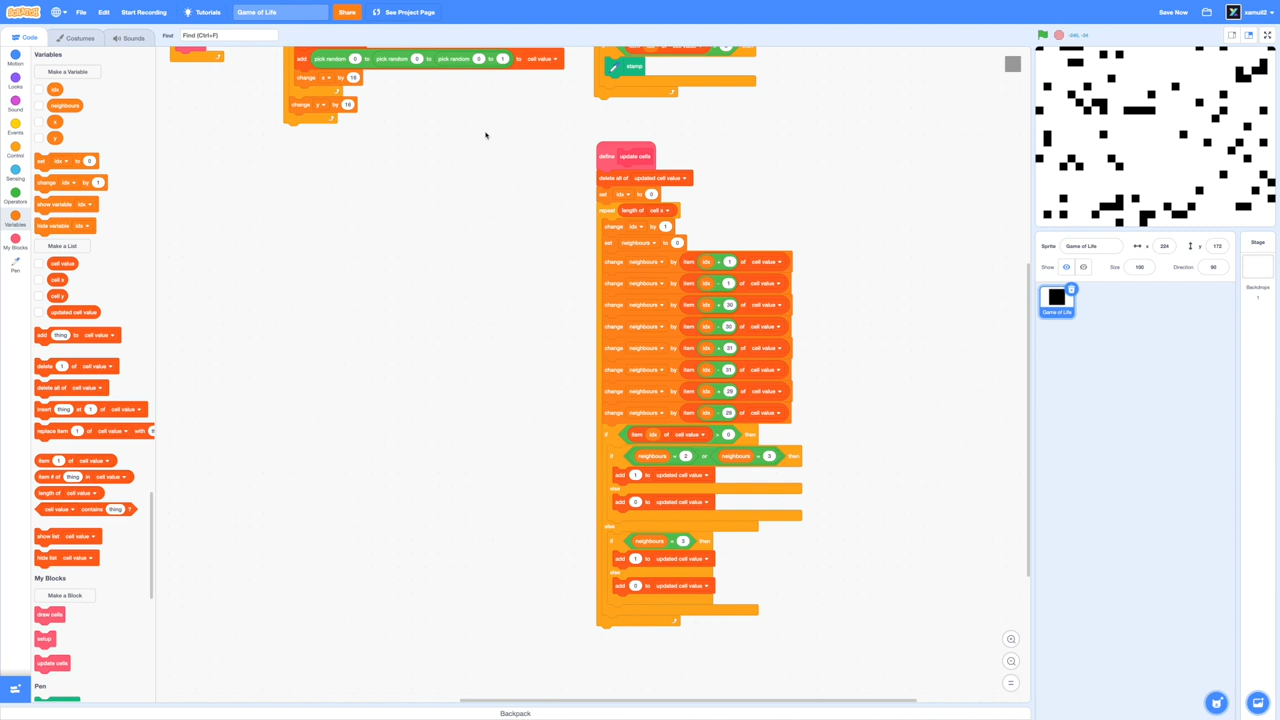 SCRATCH File Edit Start Recording Tutorials Game of Life Share See Project Page Save Now xamuil2
Code Costumes Sounds Find Find (Ctrl+F)
Motion
Looks
Sound
Events
Control
Sensing
Operators
Variables
My Blocks
Pen
Variables
Make a Variable
idx
neighbours
x
y
set idx to 0
change idx by 1
show variable idx
hide variable idx
Make a List
cell value
cell x
cell y
updated cell value
add thing to cell value
delete 1 of cell value
delete all of cell value
insert thing at 1 of cell value
replace item 1 of cell value with
item 1 of cell value
item # of thing in cell value
length of cell value
cell value contains thing ?
show list cell value
hide list cell value
My Blocks
Make a Block
draw cells
setup
update cells
Pen
add pick random 0 to pick random 0 to pick random 0 to 1 to cell value
change x by 16
change y by 16
stamp
define update cells
delete all of updated cell value
set idx to 0
repeat length of cell x
change idx by 1
set neighbours to 0
change neighbours by item idx + 1 of cell value
change neighbours by item idx - 1 of cell value
change neighbours by item idx + 30 of cell value
change neighbours by item idx - 30 of cell value
change neighbours by item idx + 31 of cell value
change neighbours by item idx - 31 of cell value
change neighbours by item idx + 29 of cell value
change neighbours by item idx - 29 of cell value
if item idx of cell value > 0 then
if neighbours = 2 or neighbours = 3 then
add 1 to updated cell value
else
add 0 to updated cell value
else
if neighbours = 3 then
add 1 to updated cell value
else
add 0 to updated cell value
Backpack
Sprite Game of Life x 224 y 172
Show Size 100 Direction 90
Game of Life
Stage
Backdrops
1